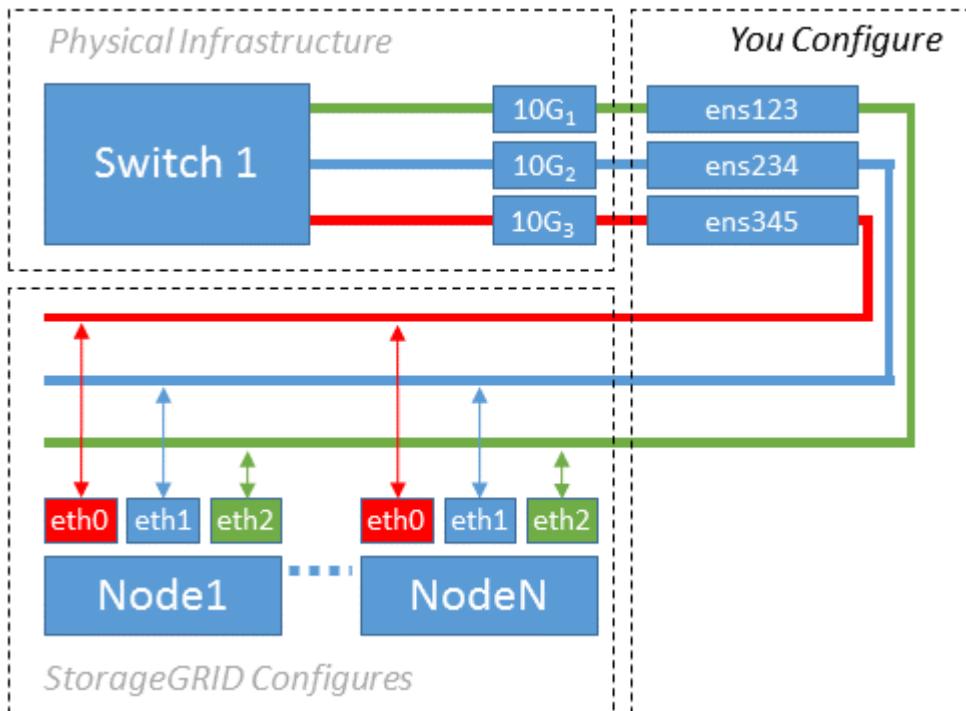 Physical Infrastructure
You Configure
Switch 1
10G₁
ens123
10G₂
ens234
10G₃
ens345
eth0 eth1 eth2
eth0 eth1 eth2
Node1
NodeN
StorageGRID Configures